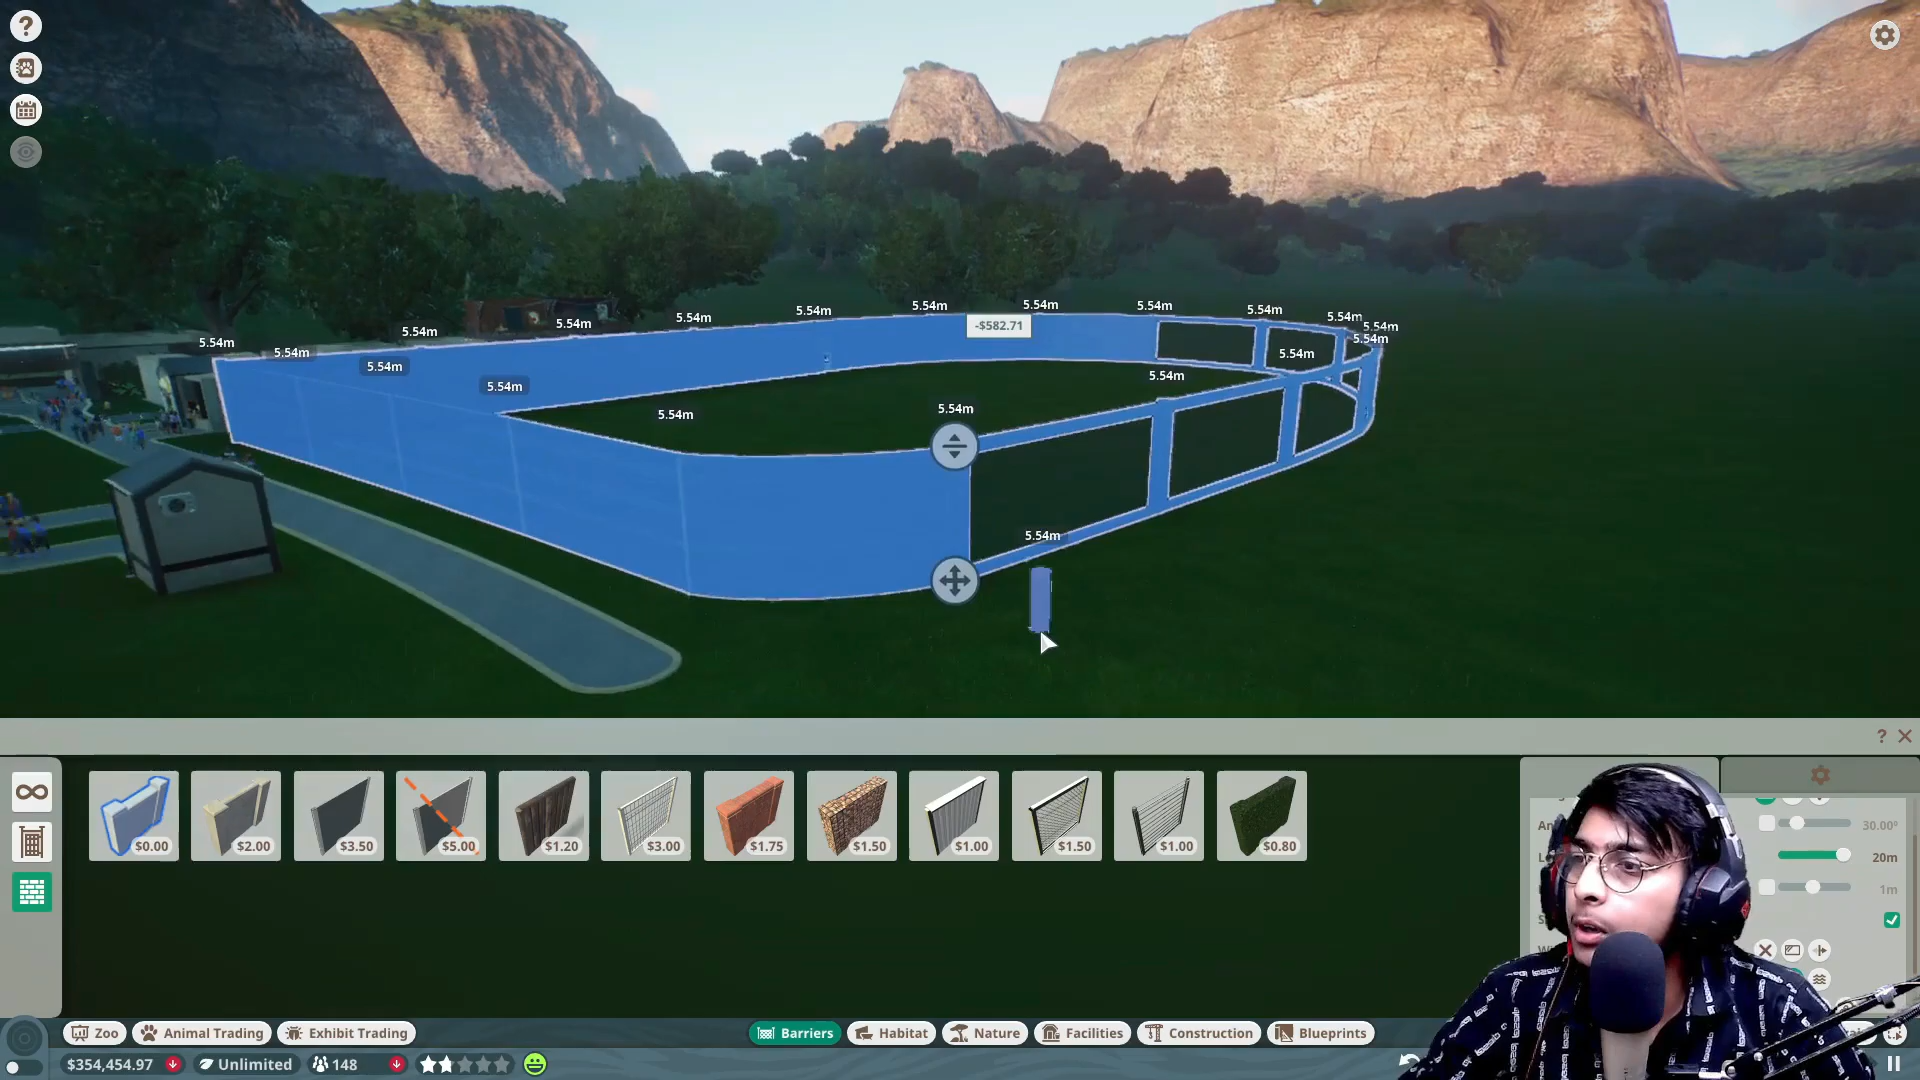 ?
5.54m 5.54m 5.54m 5.54m
5.54m 5.54m 5.54m
5.54m 5.54m
-$582.71
5.54m
5.54m
5.54m
5.54m
5.54m
5.54m
5.54m
5.54m
5.54m
5.54m
5.54m
5.54m
?
$0.00 $2.00 $3.50 $5.00 $1.20 $3.00 $1.75 $1.50 $1.00 $1.50 $1.00 $0.80
30.00º
20m
1m
Zoo Animal Trading Exhibit Trading Barriers Habitat Nature Facilities Construction Blueprints
$354,454.97 Unlimited 148